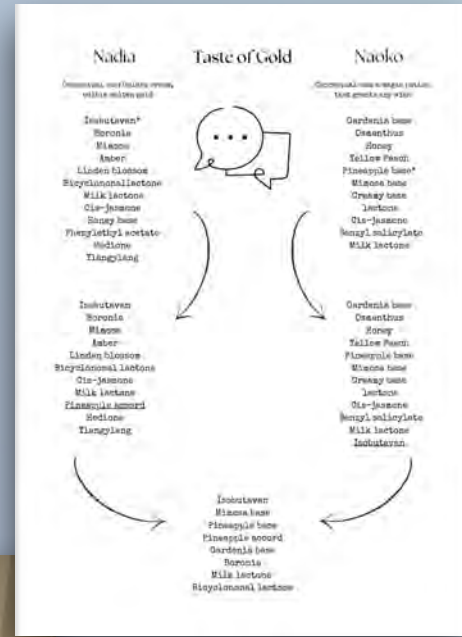 Nadia
Taste of Gold
Naoko
Isobutavan*
Boronia
Mimosa
Amber
Linden blossom
Bicyclononallactone
Milk lactone
Cis-jasmone
Honey base
Phenylethyl acetate
Hedione
Ylangylang
Gardenia base
Osmanthus
Honey
Yellow Peach
Pineapple base*
Mimosa base
Creamy base
lactone
Cis-jasmone
Benzyl salicylate
Milk lactone
Isobutavan
Boronia
Mimosa
Amber
Linden blossom
Bicyclononal lactone
Cis-jasmone
Milk lactone
Pineapple accord
Hedione
Ylangylang
Gardenia base
Osmanthus
Honey
Yellow Peach
Pineapple base
Mimosa base
Creamy base
lactone
Cis-jasmone
Benzyl salicylate
Milk lactone
Isobutavan
Isobutavan
Mimosa base
Pineapple base
Pineapple accord
Gardenia base
Boronia
Milk lactone
Bicyclononal lactone